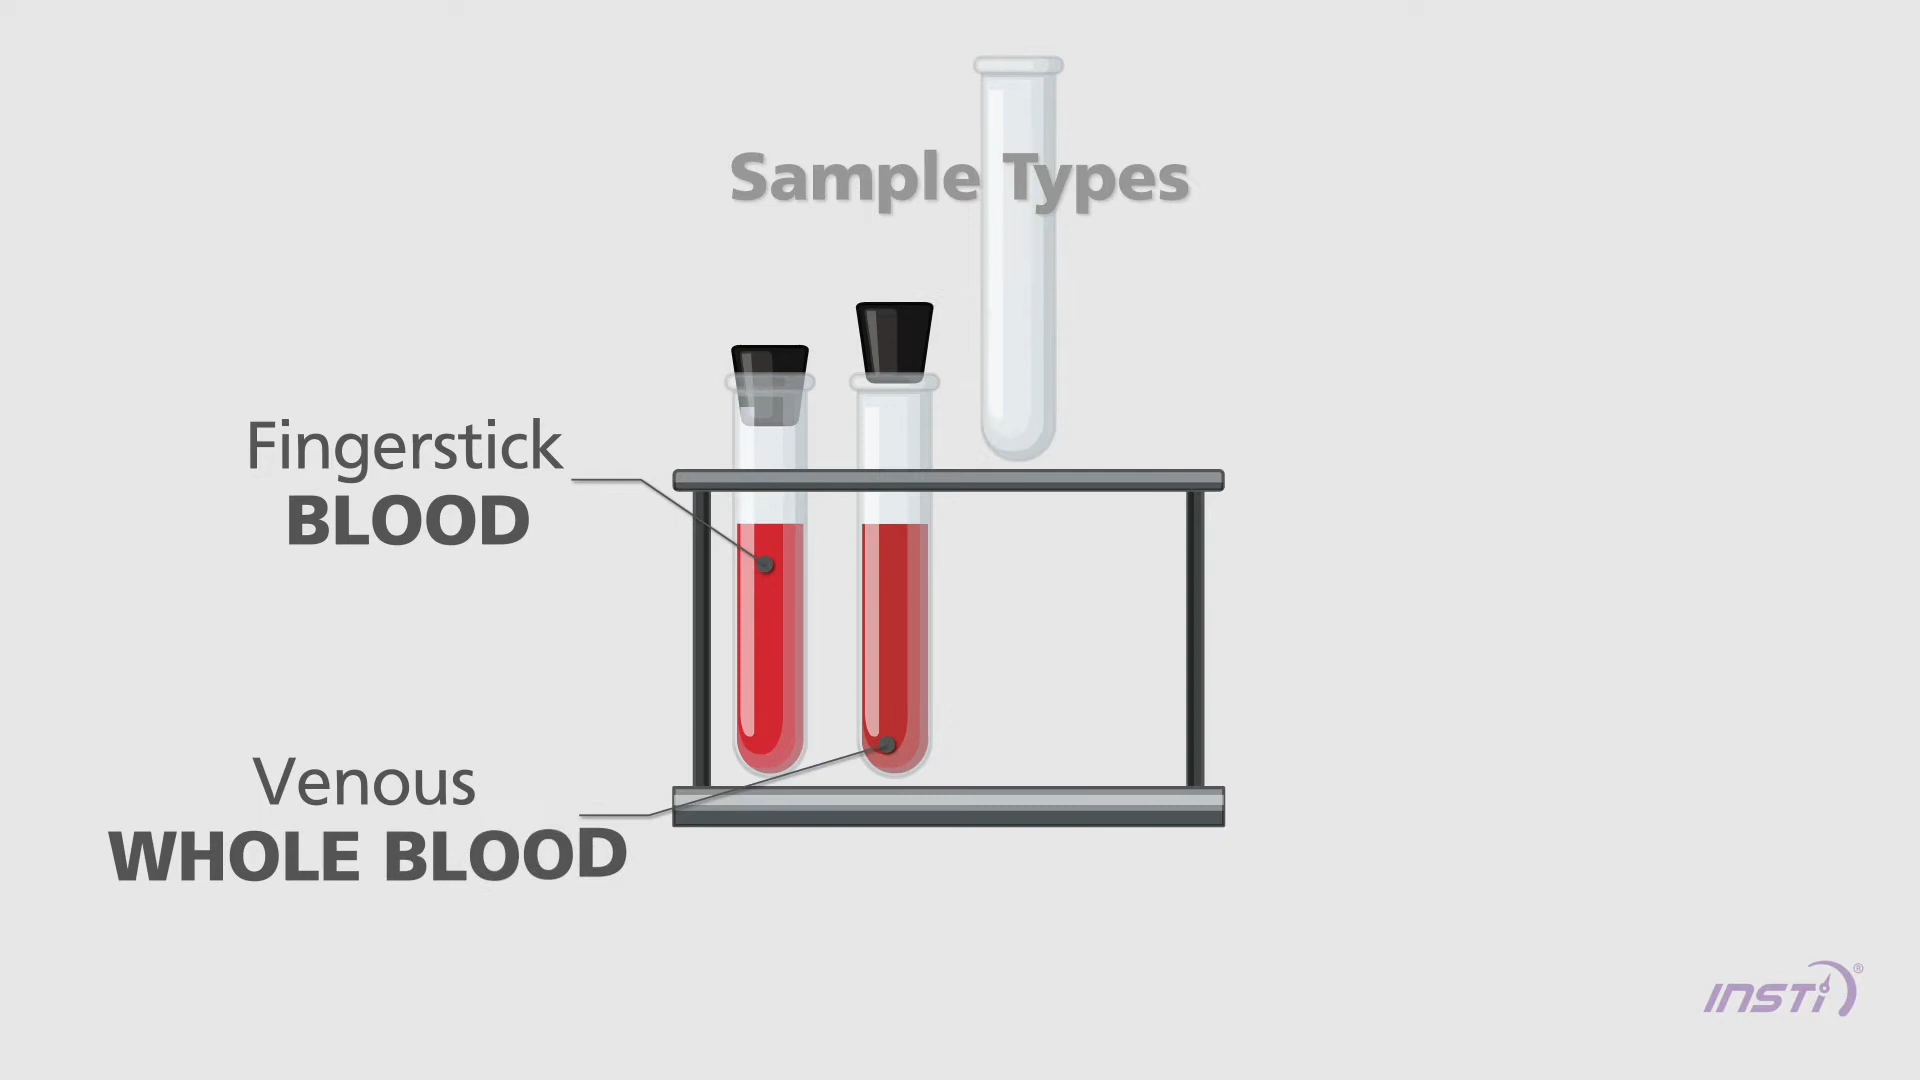 Sample Types
Fingerstick
BLOOD
Venous
WHOLE BLOOD
INSTi®